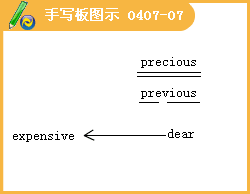 手写板图示 0407-07
precious
previous
expensive dear